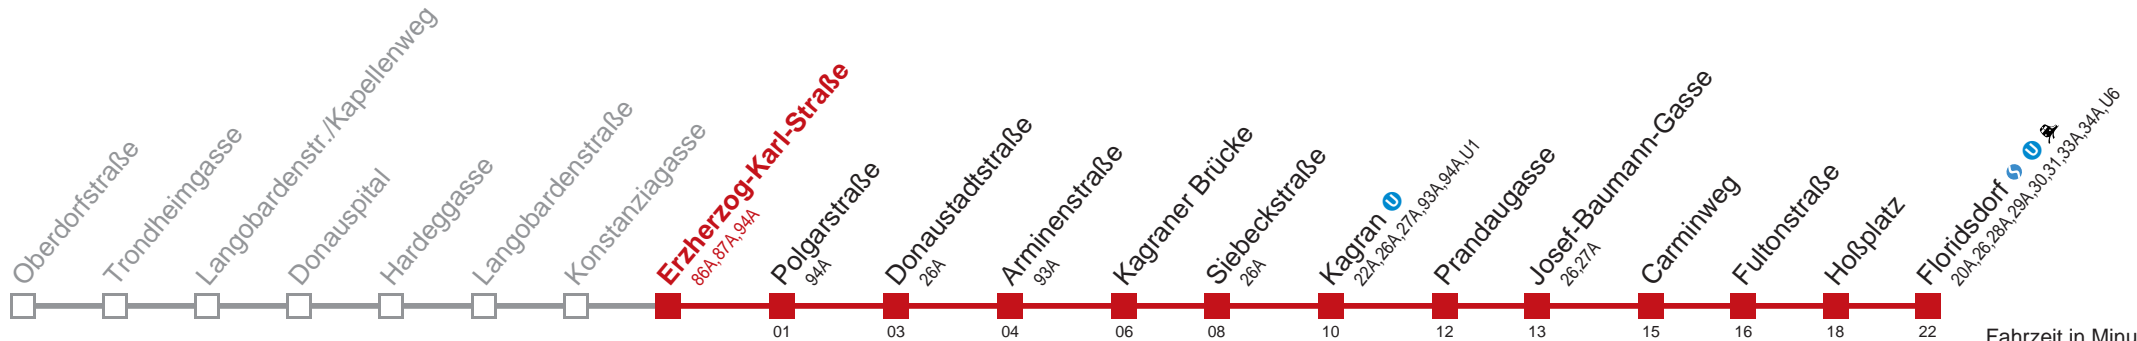 Oberdorfstraße
Trondheimgasse
Langobardenstr./Kapellenweg
Donauspital
Hardeggasse
Langobardenstraße
Konstanziagasse
Erzherzog-Karl-Straße
86A,87A,94A
Polgarstraße
94A
01
Donaustadtstraße
26A
03
Arminenstraße
93A
04
Kagraner Brücke
06
Siebeckstraße
26A
08
Kagran U
22A,26A,27A,93A,94A,U1
10
Prandaugasse
12
Josef-Baumann-Gasse
26,27A
13
Carminweg
15
Fultonstraße
16
Hoßplatz
18
Floridsdorf S U
20A,26,28A,29A,30,31,33A,34A,U6
22
Fahrzeit in Minu